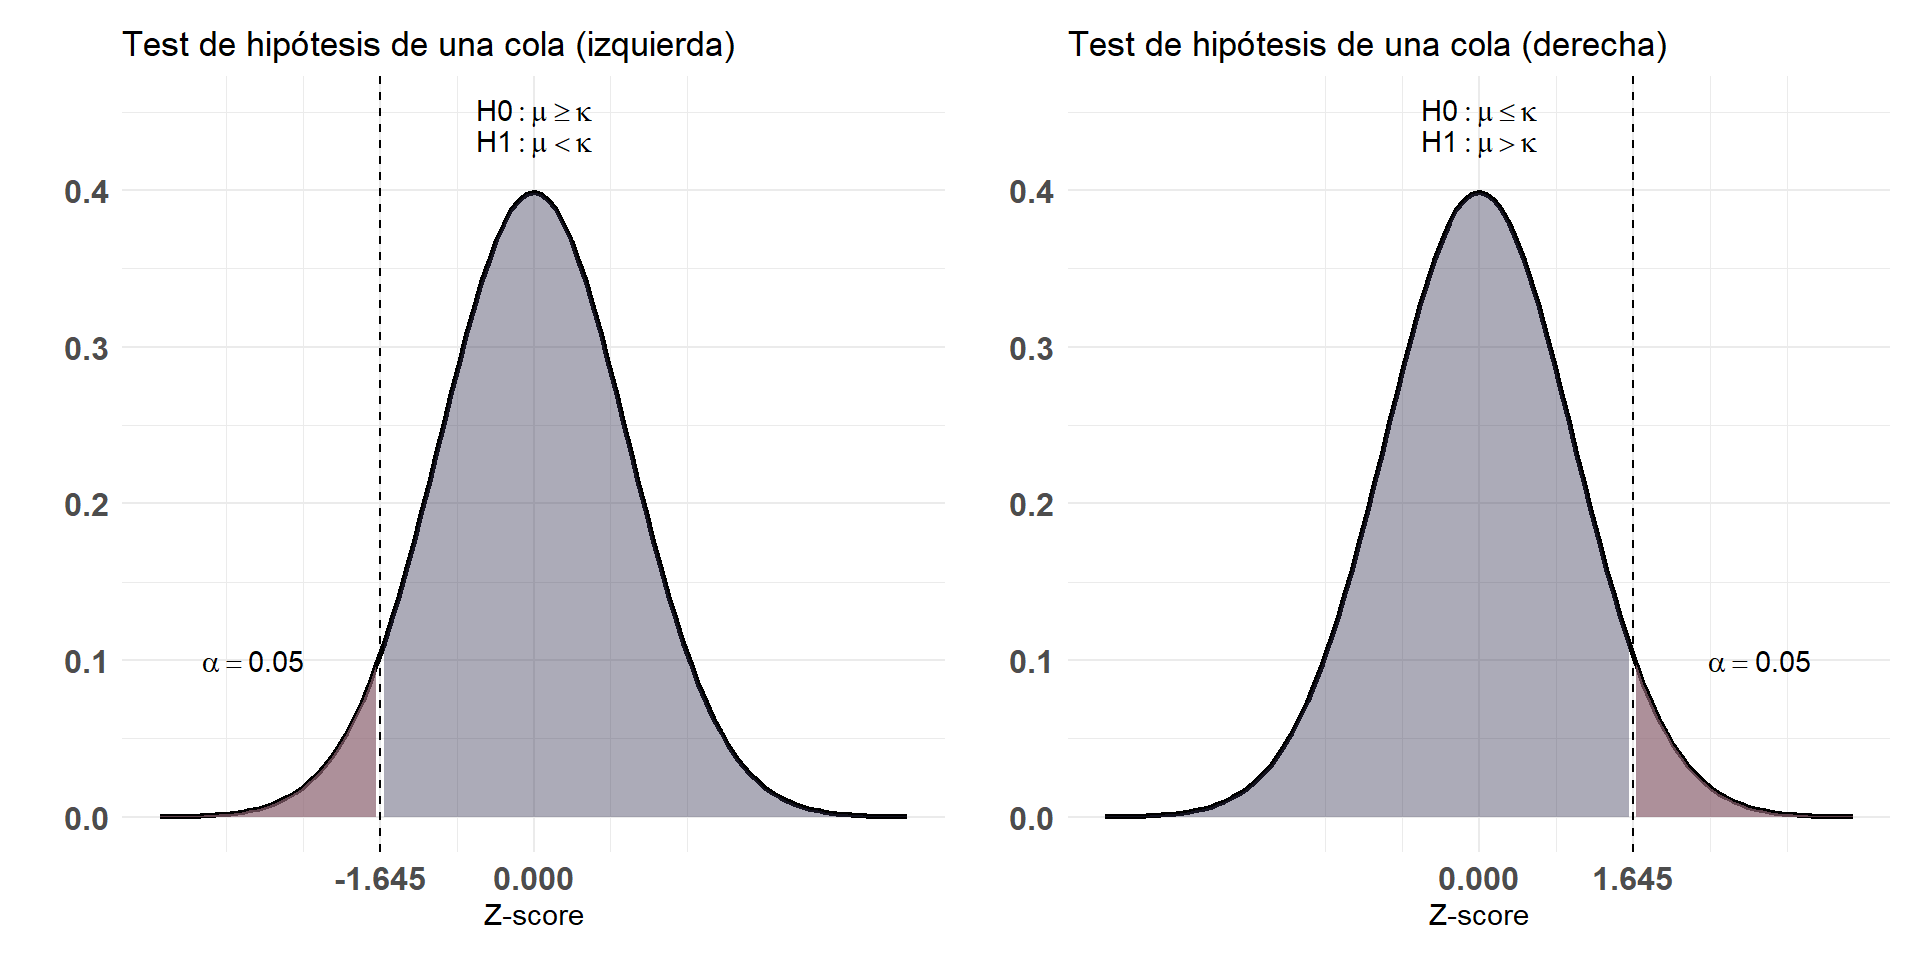 Test de hipótesis de una cola (izquierda)
H0 : μ ≥ κ
H1 : μ < κ
0.4
0.3
0.2
0.1
0.0
α = 0.05
-1.645
0.000
Z-score
Test de hipótesis de una cola (derecha)
H0 : μ ≤ κ
H1 : μ > κ
0.4
0.3
0.2
0.1
0.0
α = 0.05
0.000
1.645
Z-score